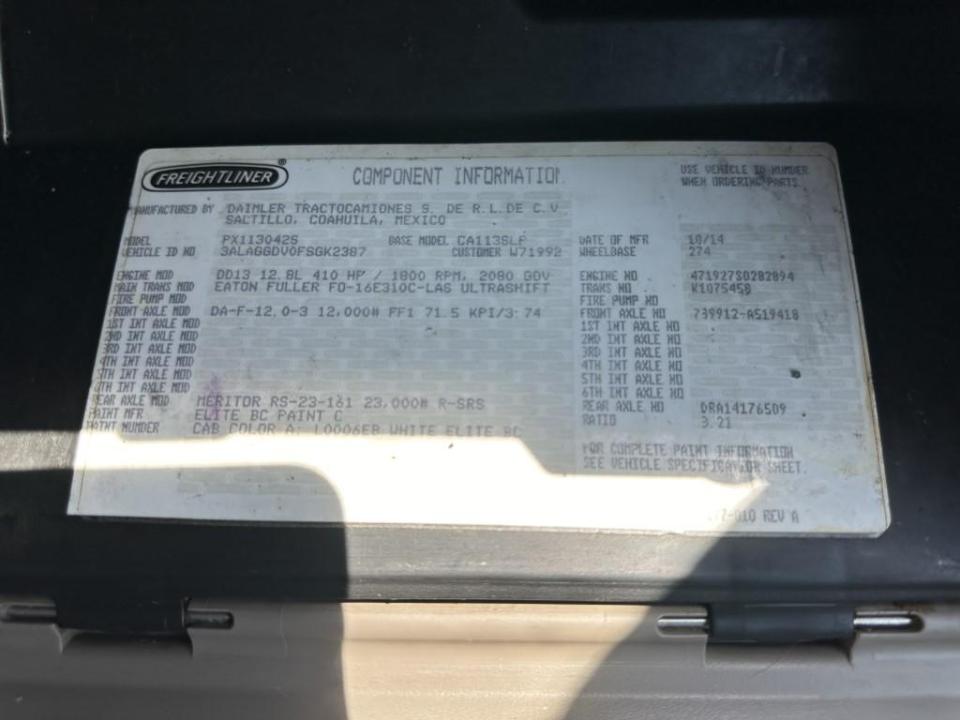 FREIGHTLINER®
COMPONENT INFORMATION
USE VEHICLE ID NUMBER
WHEN ORDERING PARTS.
MANUFACTURED BY DAIMLER TRACTOCAMIONES S. DE R.L.DE C.V
SALTILLO, COAHUILA, MEXICO
MODEL PX113042S BASE MODEL CA113SLP DATE OF MFR 10/14
VEHICLE ID NO 3ALAGGDV0FSGK2387 CUSTOMER W71992 WHEELBASE 274
ENGINE MOD DD13 12.8L 410 HP / 1800 RPM, 2080 GOV ENGINE NO 471927S0282894
MAIN TRANS MOD EATON FULLER FO-16E310C-LAS ULTRASHIFT TRANS NO K1075458
FIRE PUMP MOD FIRE PUMP NO
FRONT AXLE MOD DA-F-12.0-3 12,000# FF1 71.5 KPI/3.74 FRONT AXLE NO 739912-AS19418
1ST INT AXLE MOD 1ST INT AXLE NO
2ND INT AXLE MOD 2ND INT AXLE NO
3RD INT AXLE MOD 3RD INT AXLE NO
4TH INT AXLE MOD 4TH INT AXLE NO
5TH INT AXLE MOD 5TH INT AXLE NO
6TH INT AXLE MOD 6TH INT AXLE NO
REAR AXLE MOD MERITOR RS-23-161 23,000# R-SRS REAR AXLE NO DRA14176509
PAINT MFR ELITE BC PAINT C RATIO 3.21
PAINT NUMBER CAB COLOR A: L0006EB WHITE ELITE BC
FOR COMPLETE PAINT INFORMATION
SEE VEHICLE SPECIFICATION SHEET.
-010 REV A